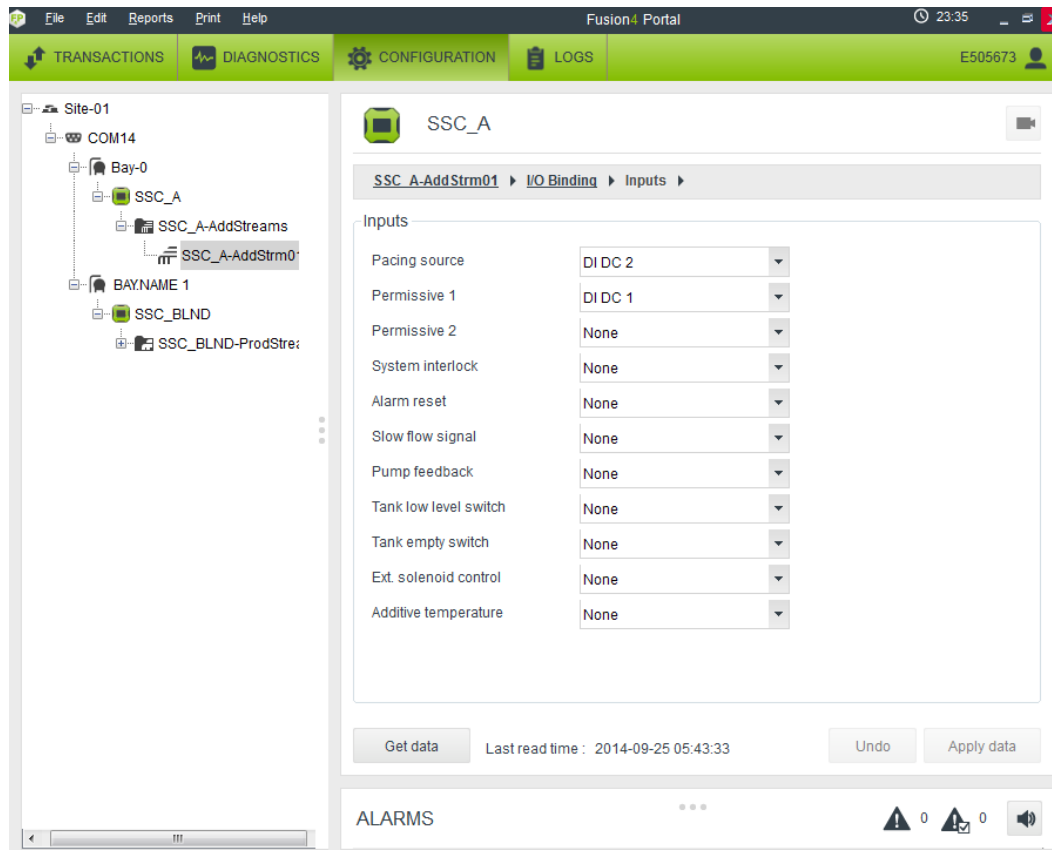 FP File Edit Reports Print Help Fusion4 Portal 23:35
TRANSACTIONS DIAGNOSTICS CONFIGURATION LOGS E505673
Site-01
COM14
Bay-0
SSC_A
SSC_A-AddStreams
SSC_A-AddStrm0
BAY.NAME 1
SSC_BLND
SSC_BLND-ProdStrea
SSC_A
SSC_A-AddStrm01 I/O Binding Inputs
Inputs
Pacing source DI DC 2
Permissive 1 DI DC 1
Permissive 2 None
System interlock None
Alarm reset None
Slow flow signal None
Pump feedback None
Tank low level switch None
Tank empty switch None
Ext. solenoid control None
Additive temperature None
Get data Last read time : 2014-09-25 05:43:33 Undo Apply data
ALARMS 0 0